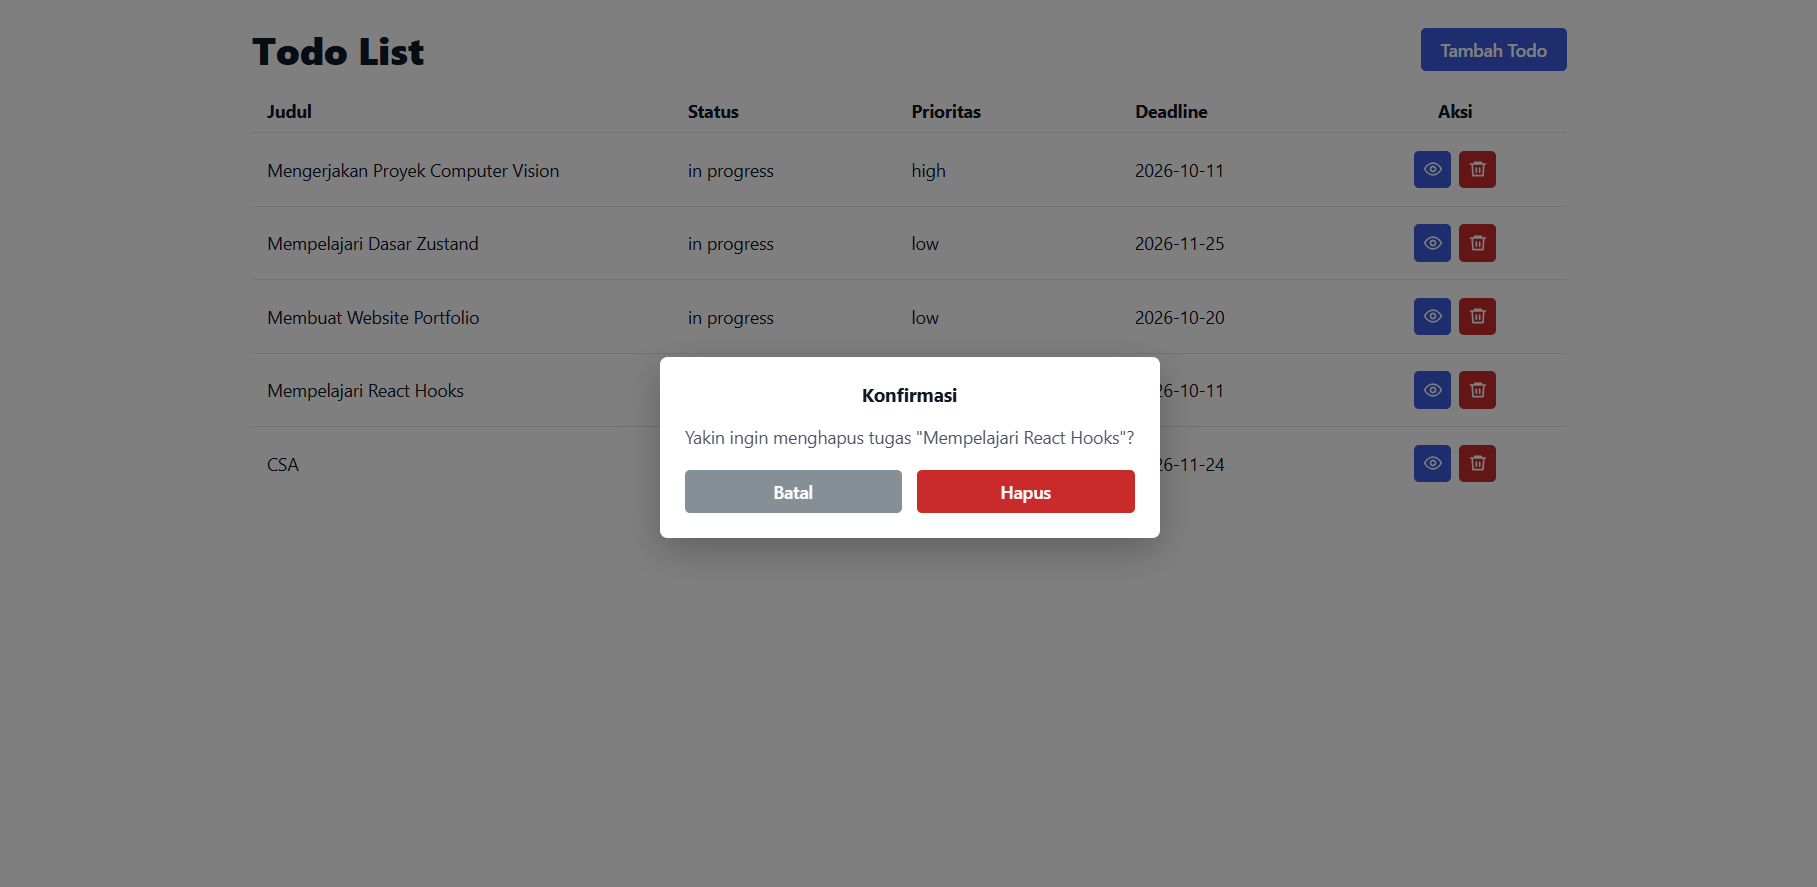 Todo List
Tambah Todo
Judul Status Prioritas Deadline Aksi
Mengerjakan Proyek Computer Vision in progress high 2026-10-11
Mempelajari Dasar Zustand in progress low 2026-11-25
Membuat Website Portfolio in progress low 2026-10-20
Mempelajari React Hooks 26-10-11
CSA 26-11-24
Konfirmasi
Yakin ingin menghapus tugas "Mempelajari React Hooks"?
Batal Hapus